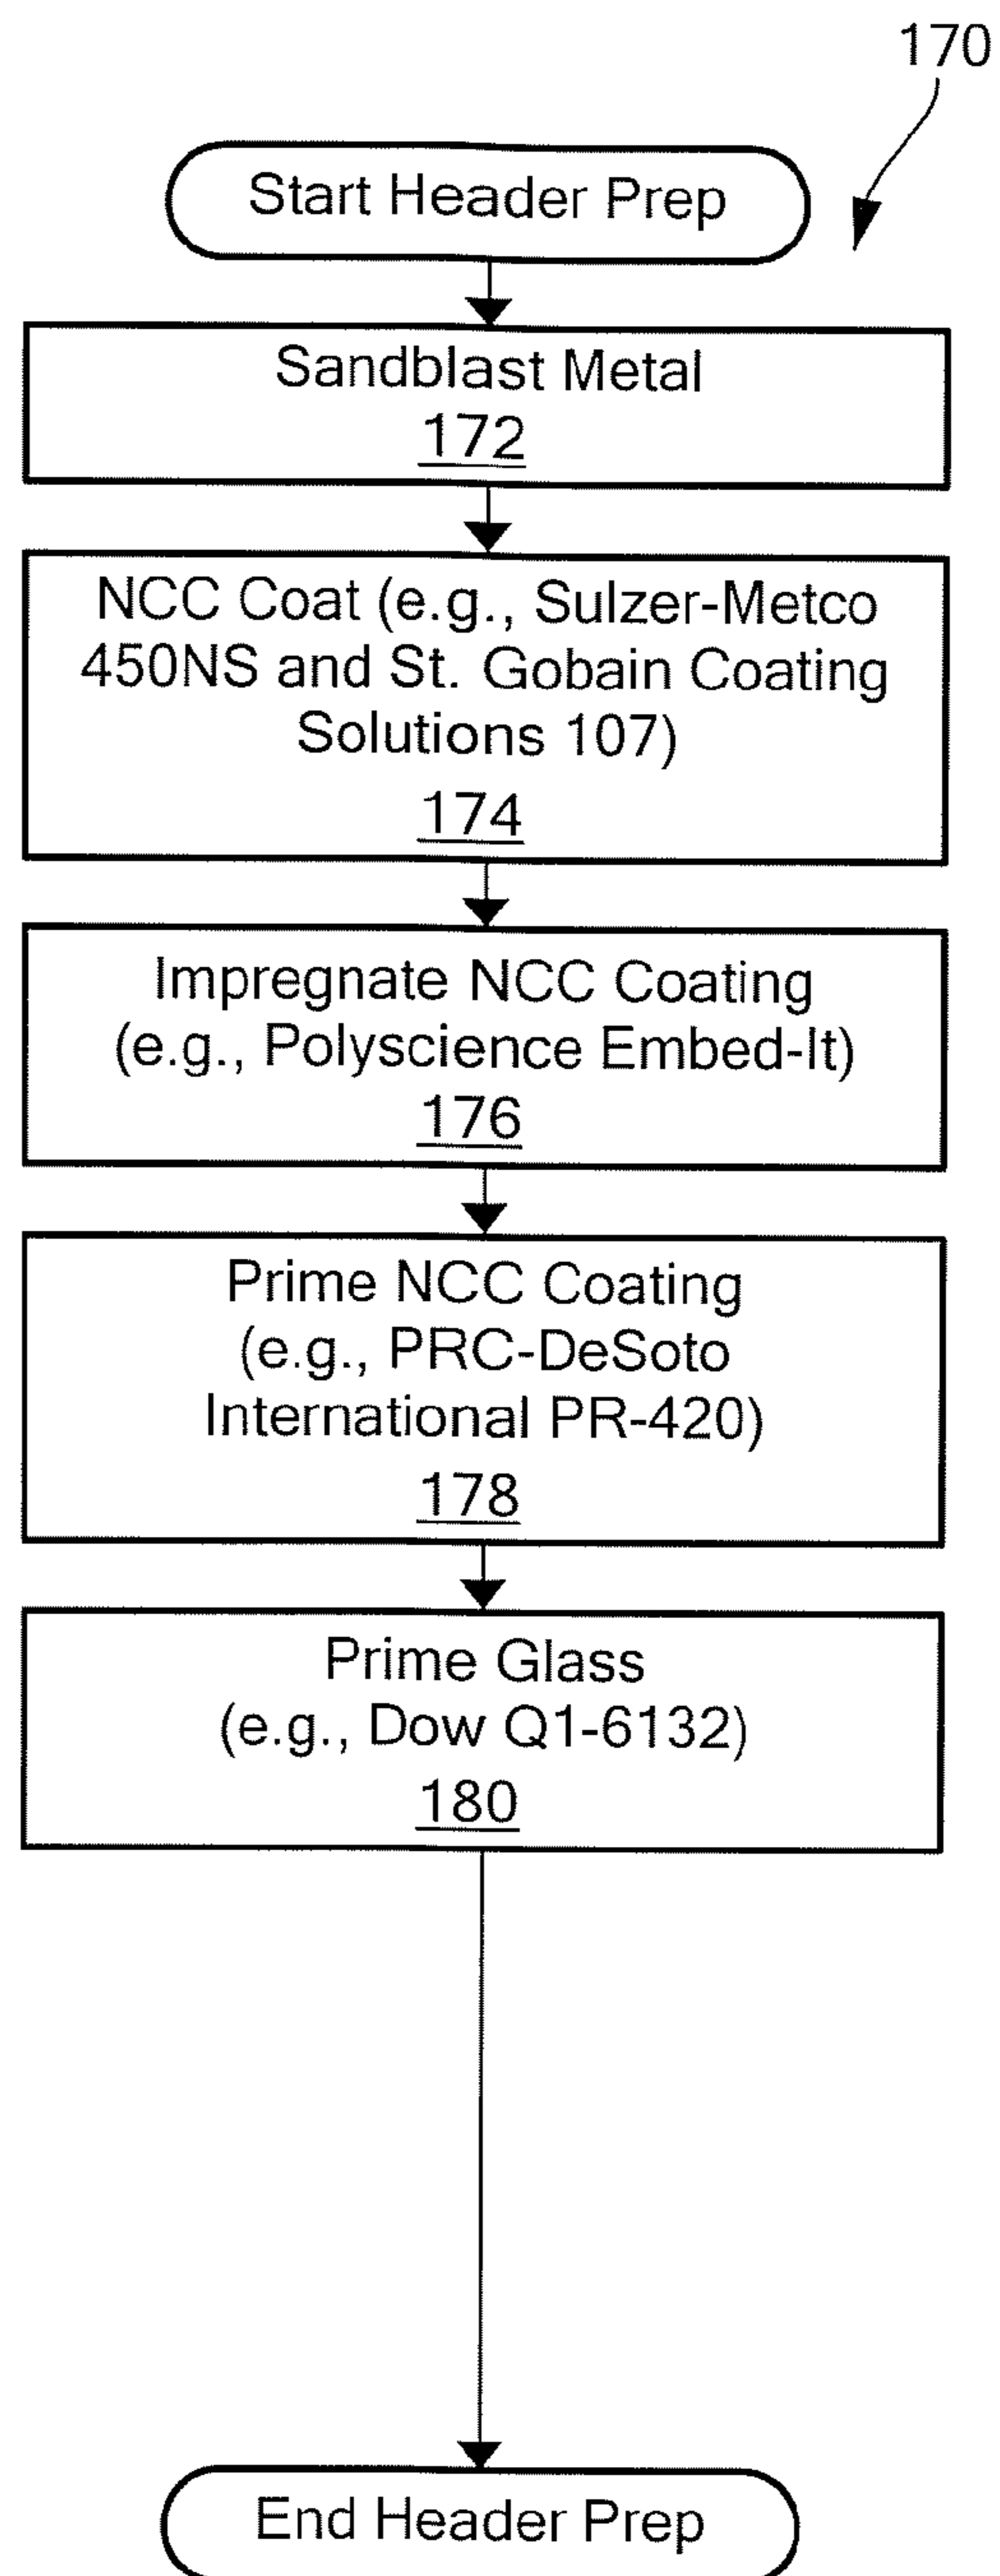 170
Start Header Prep
Sandblast Metal
172
NCC Coat (e.g., Sulzer-Metco
450NS and St. Gobain Coating
Solutions 107)
174
Impregnate NCC Coating
(e.g., Polyscience Embed-It)
176
Prime NCC Coating
(e.g., PRC-DeSoto
International PR-420)
178
Prime Glass
(e.g., Dow Q1-6132)
180
End Header Prep